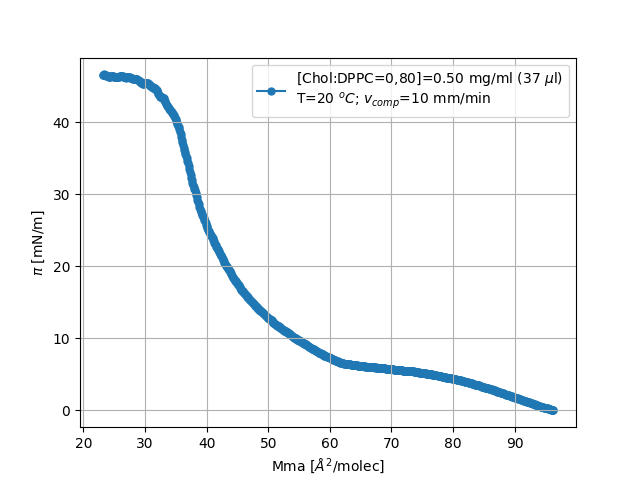 [Chol:DPPC=0,80]=0.50 mg/ml (37 μl)
T=20 °C; v_comp=10 mm/min
40
30
20
10
0
π [mN/m]
20 30 40 50 60 70 80 90
Mma [Å²/molec]